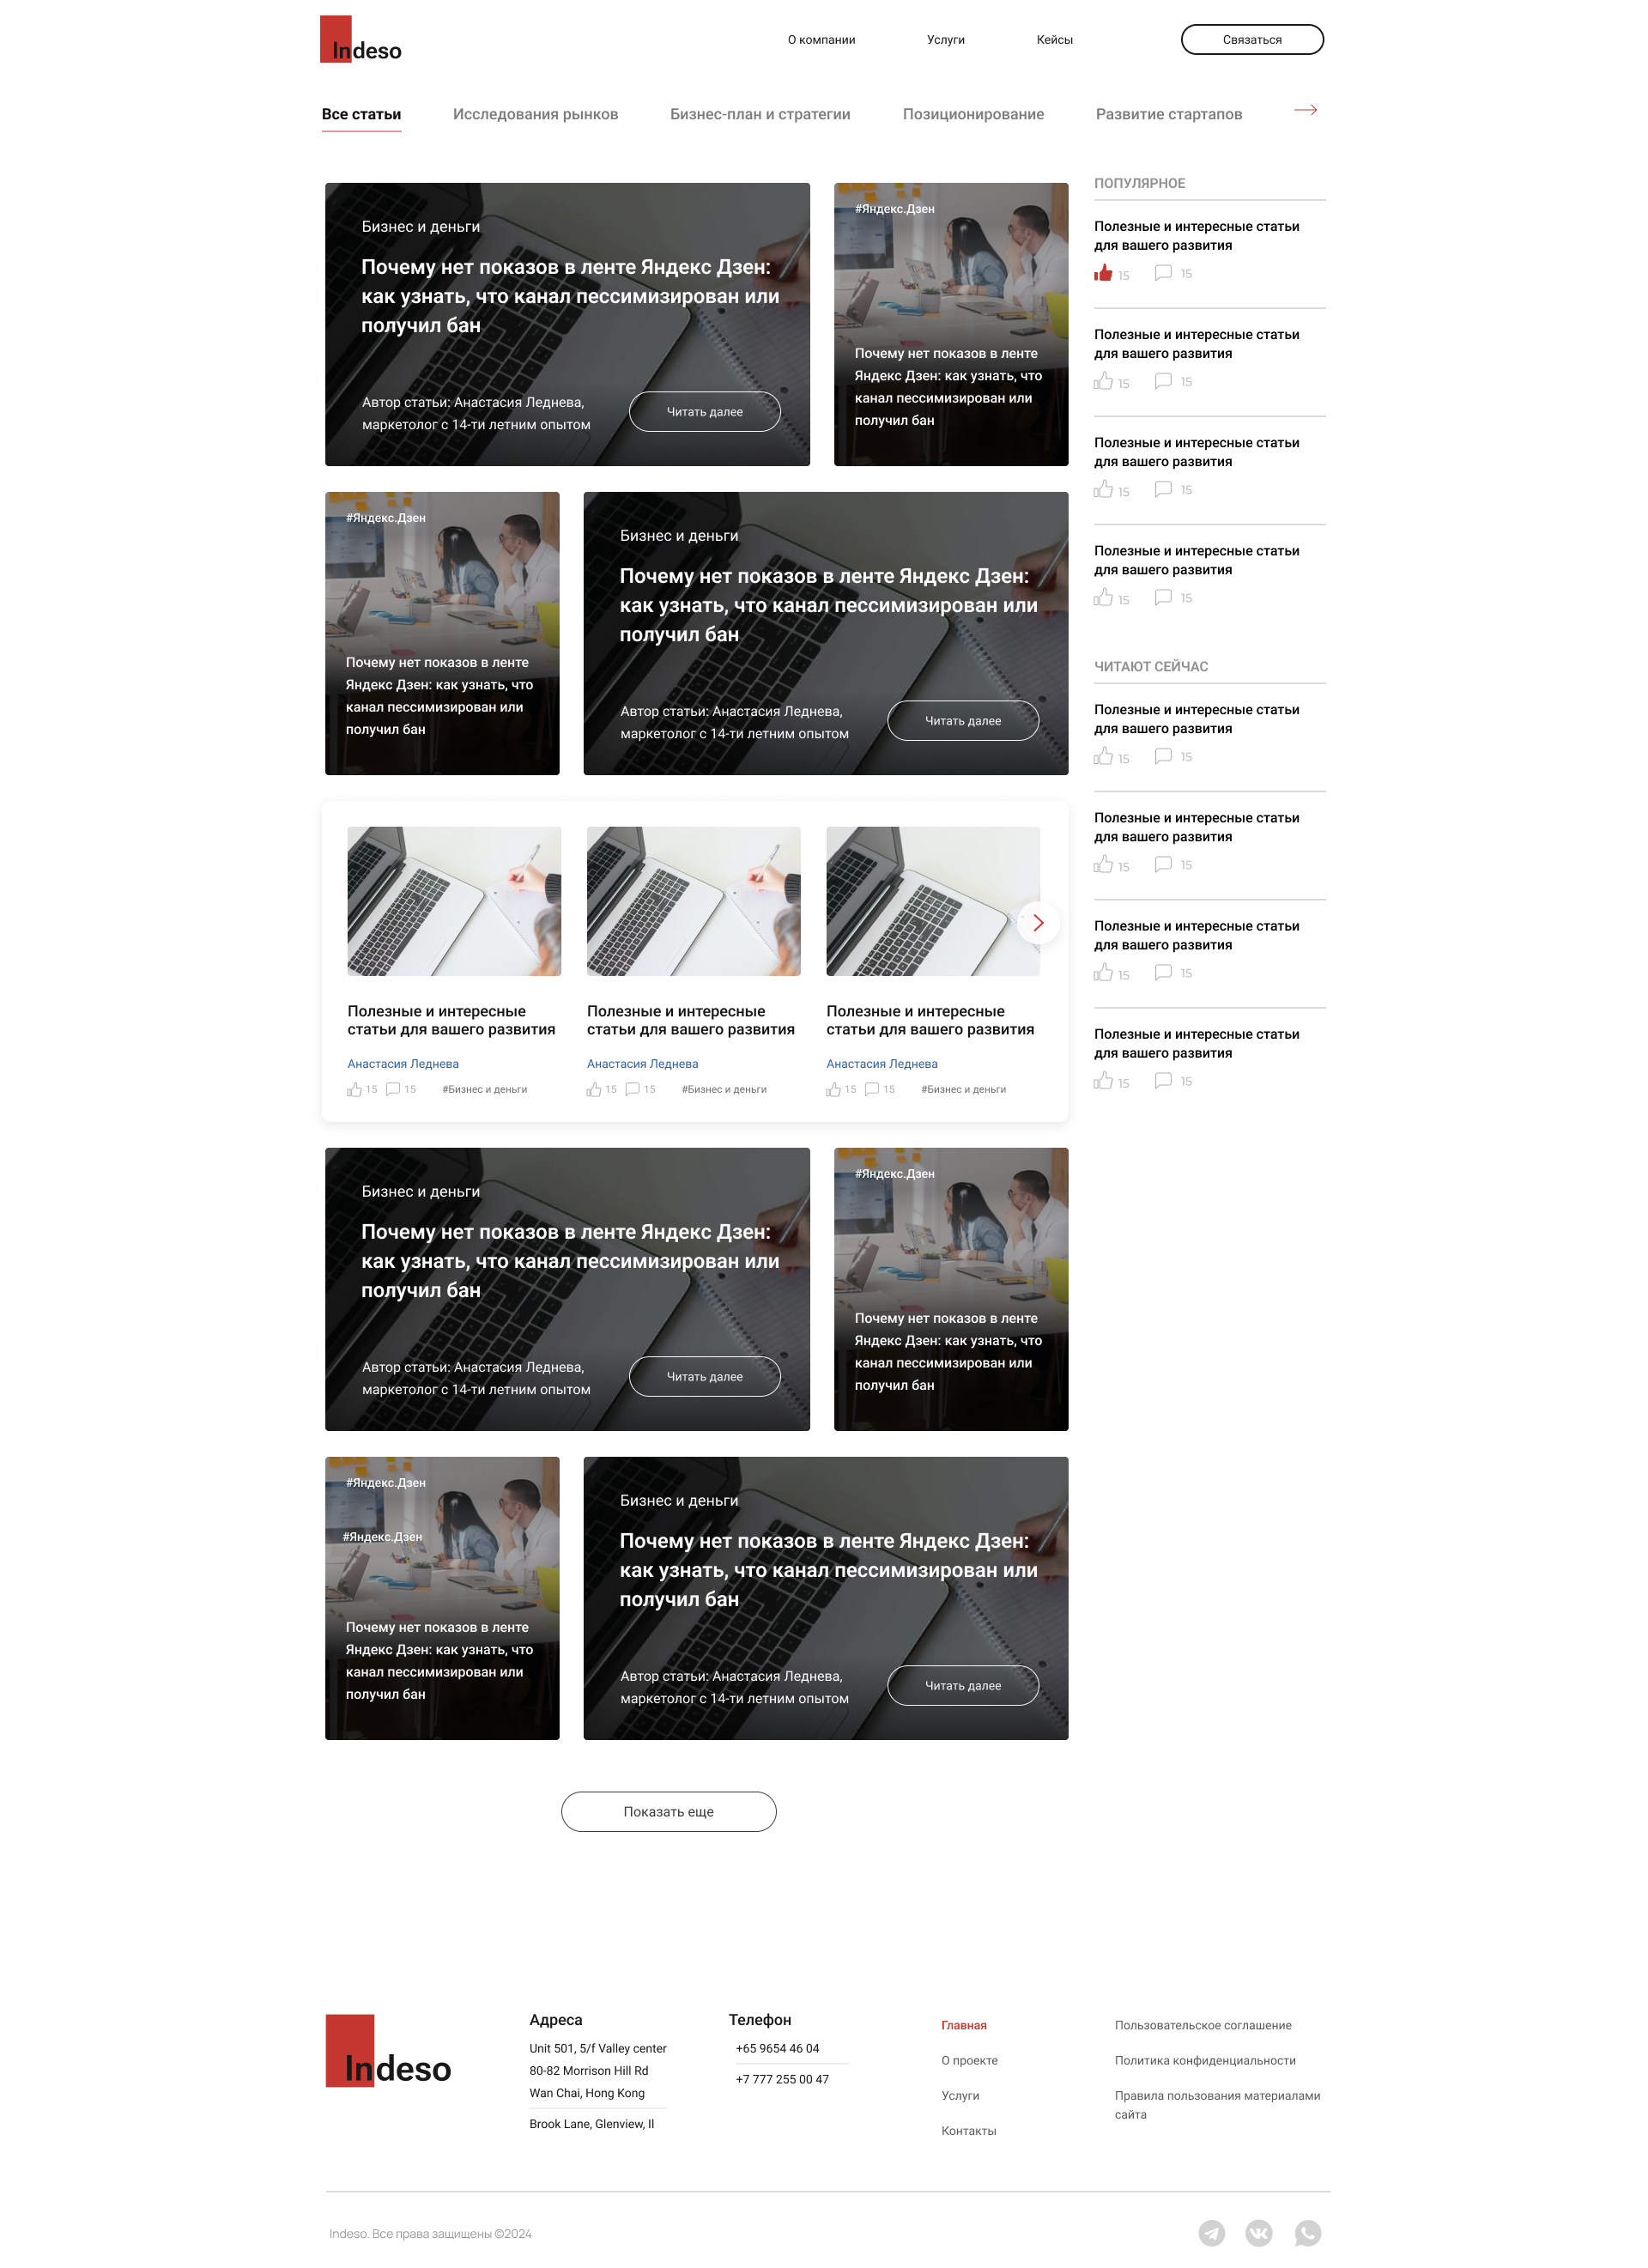 Indeso
О компании
Услуги
Кейсы
Связаться
Все статьи
Исследования рынков
Бизнес-план и стратегии
Позиционирование
Развитие стартапов
Бизнес и деньги
Почему нет показов в ленте Яндекс Дзен:
как узнать, что канал пессимизирован или
получил бан
Автор статьи: Анастасия Леднева,
маркетолог с 14-ти летним опытом
Читать далее
#Яндекс.Дзен
Почему нет показов в ленте
Яндекс Дзен: как узнать, что
канал пессимизирован или
получил бан
#Яндекс.Дзен
Почему нет показов в ленте
Яндекс Дзен: как узнать, что
канал пессимизирован или
получил бан
Бизнес и деньги
Почему нет показов в ленте Яндекс Дзен:
как узнать, что канал пессимизирован или
получил бан
Автор статьи: Анастасия Леднева,
маркетолог с 14-ти летним опытом
Читать далее
Полезные и интересные
статьи для вашего развития
Анастасия Леднева
15
15
#Бизнес и деньги
Полезные и интересные
статьи для вашего развития
Анастасия Леднева
15
15
#Бизнес и деньги
Полезные и интересные
статьи для вашего развития
Анастасия Леднева
15
15
#Бизнес и деньги
Бизнес и деньги
Почему нет показов в ленте Яндекс Дзен:
как узнать, что канал пессимизирован или
получил бан
Автор статьи: Анастасия Леднева,
маркетолог с 14-ти летним опытом
Читать далее
#Яндекс.Дзен
Почему нет показов в ленте
Яндекс Дзен: как узнать, что
канал пессимизирован или
получил бан
#Яндекс.Дзен
#Яндекс.Дзен
Почему нет показов в ленте
Яндекс Дзен: как узнать, что
канал пессимизирован или
получил бан
Бизнес и деньги
Почему нет показов в ленте Яндекс Дзен:
как узнать, что канал пессимизирован или
получил бан
Автор статьи: Анастасия Леднева,
маркетолог с 14-ти летним опытом
Читать далее
Показать еще
ПОПУЛЯРНОЕ
Полезные и интересные статьи
для вашего развития
15
15
Полезные и интересные статьи
для вашего развития
15
15
Полезные и интересные статьи
для вашего развития
15
15
Полезные и интересные статьи
для вашего развития
15
15
ЧИТАЮТ СЕЙЧАС
Полезные и интересные статьи
для вашего развития
15
15
Полезные и интересные статьи
для вашего развития
15
15
Полезные и интересные статьи
для вашего развития
15
15
Полезные и интересные статьи
для вашего развития
15
15
Indeso
Адреса
Unit 501, 5/f Valley center
80-82 Morrison Hill Rd
Wan Chai, Hong Kong
Brook Lane, Glenview, Il
Телефон
+65 9654 46 04
+7 777 255 00 47
Главная
О проекте
Услуги
Контакты
Пользовательское соглашение
Политика конфиденциальности
Правила пользования материалами
сайта
Indeso. Все права защищены ©2024